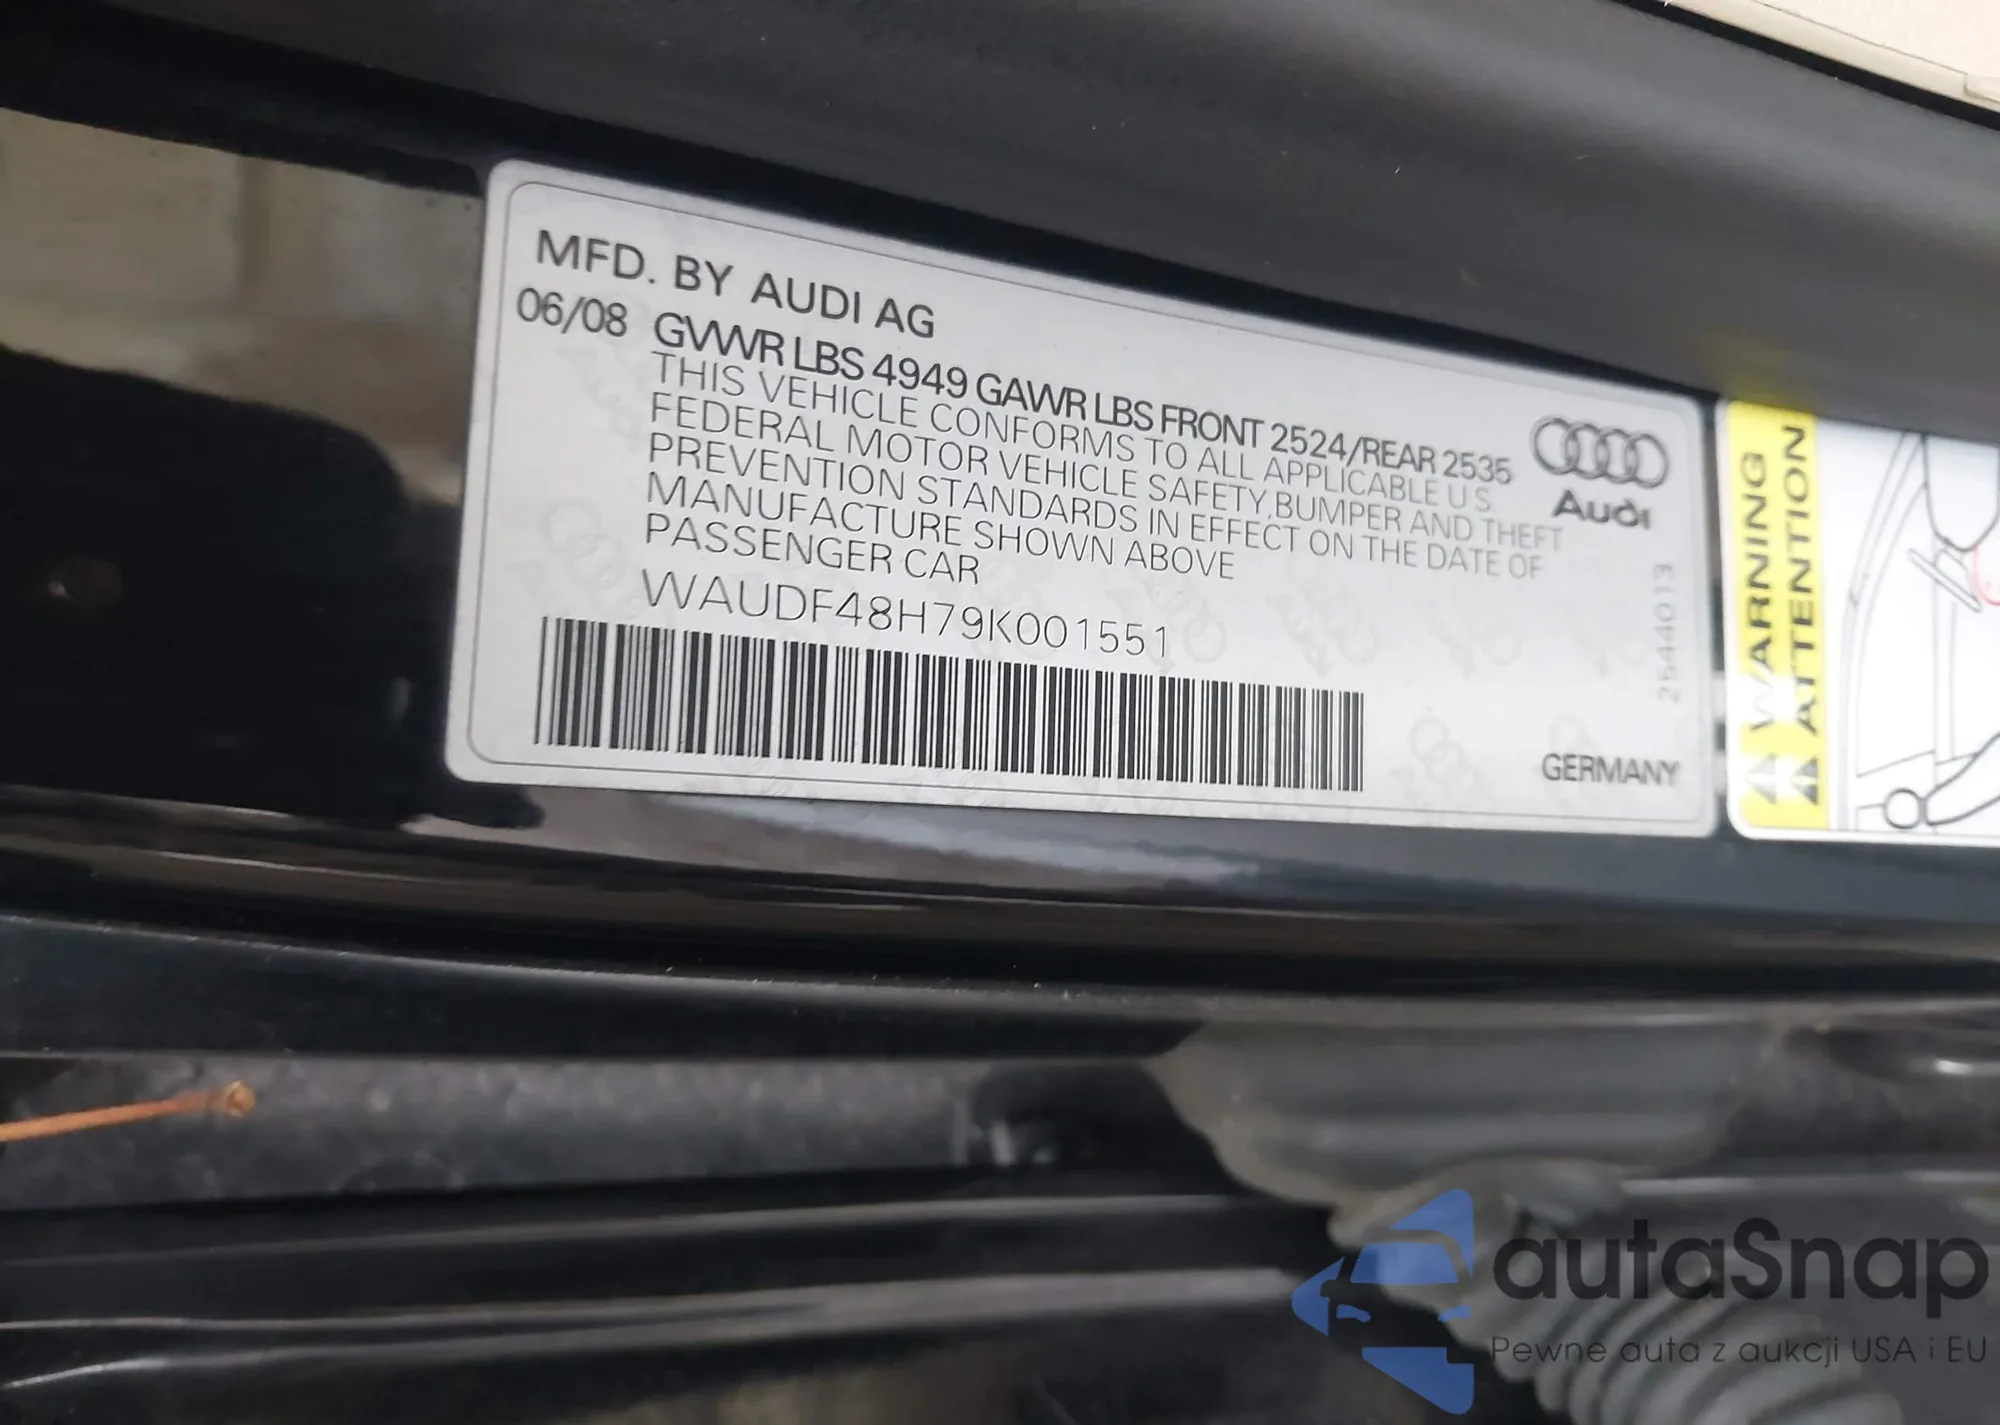 MFD. BY AUDI AG
06/08 GVWR LBS 4949 GAWR LBS FRONT 2524/REAR 2535
THIS VEHICLE CONFORMS TO ALL APPLICABLE U S
FEDERAL MOTOR VEHICLE SAFETY, BUMPER AND THEFT
PREVENTION STANDARDS IN EFFECT ON THE DATE OF
MANUFACTURE SHOWN ABOVE
PASSENGER CAR
WAUDF48H79K001551
Audi
2544013
GERMANY
WARNING
ATTENTION
autaSnap
Pewne auta z aukcji USA i EU